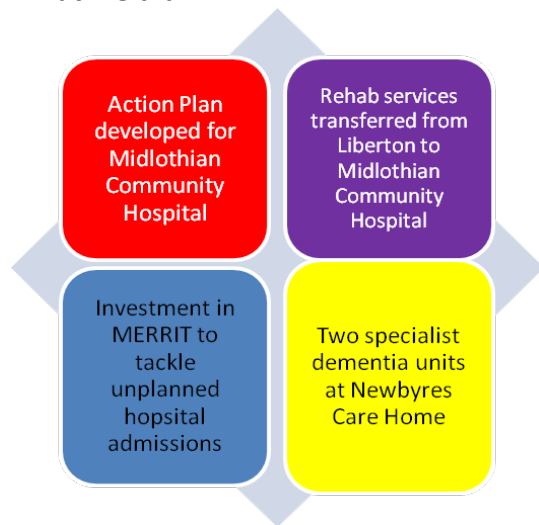 Action Plan
developed for
Midlothian
Community
Hospital
Rehab services
transferred from
Liberton to
Midlothian
Community
Hospital
Investment in
MERRIT to
tackle
unplanned
hopsital
admissions
Two specialist
dementia units
at Newbyres
Care Home